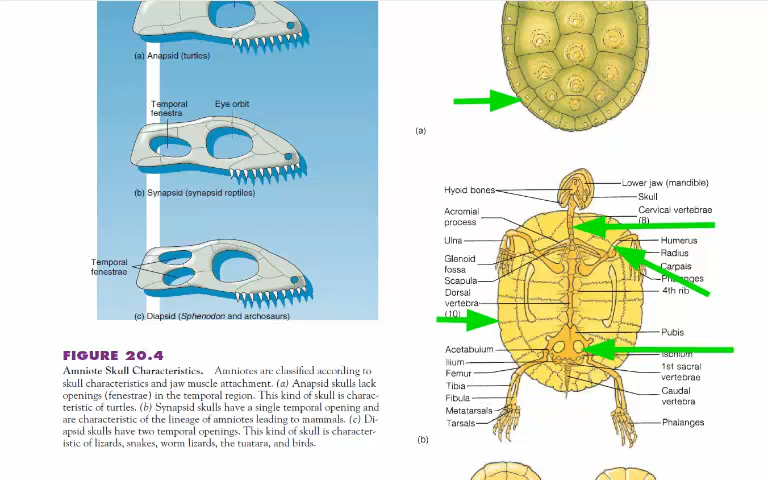 (a) Anapsid (turtles)
Temporal
fenestra
Eye orbit
(b) Synapsid (synapsid reptiles)
Temporal
fenestrae
(c) Diapsid (Sphenodon and archosaurs)
FIGURE 20.4
Amniote Skull Characteristics. Amniotes are classified according to
skull characteristics and jaw muscle attachment. (a) Anapsid skulls lack
openings (fenestrae) in the temporal region. This kind of skull is charac-
teristic of turtles. (b) Synapsid skulls have a single temporal opening and
are characteristic of the lineage of amniotes leading to mammals. (c) Di-
apsid skulls have two temporal openings. This kind of skull is character-
istic of lizards, snakes, worm lizards, the tuatara, and birds.
(a)
Hyoid bones
Acromial
process
Ulna
Glenoid
fossa
Scapula
Dorsal
vertebra
(10)
Acetabulum
Ilium
Femur
Tibia
Fibula
Metatarsals
Tarsals
(b)
Lower jaw (mandible)
Skull
Cervical vertebrae
(8)
Humerus
Radius
Carpals
Phalanges
4th rib
Pubis
Ischium
1st sacral
vertebrae
Caudal
vertebra
Phalanges